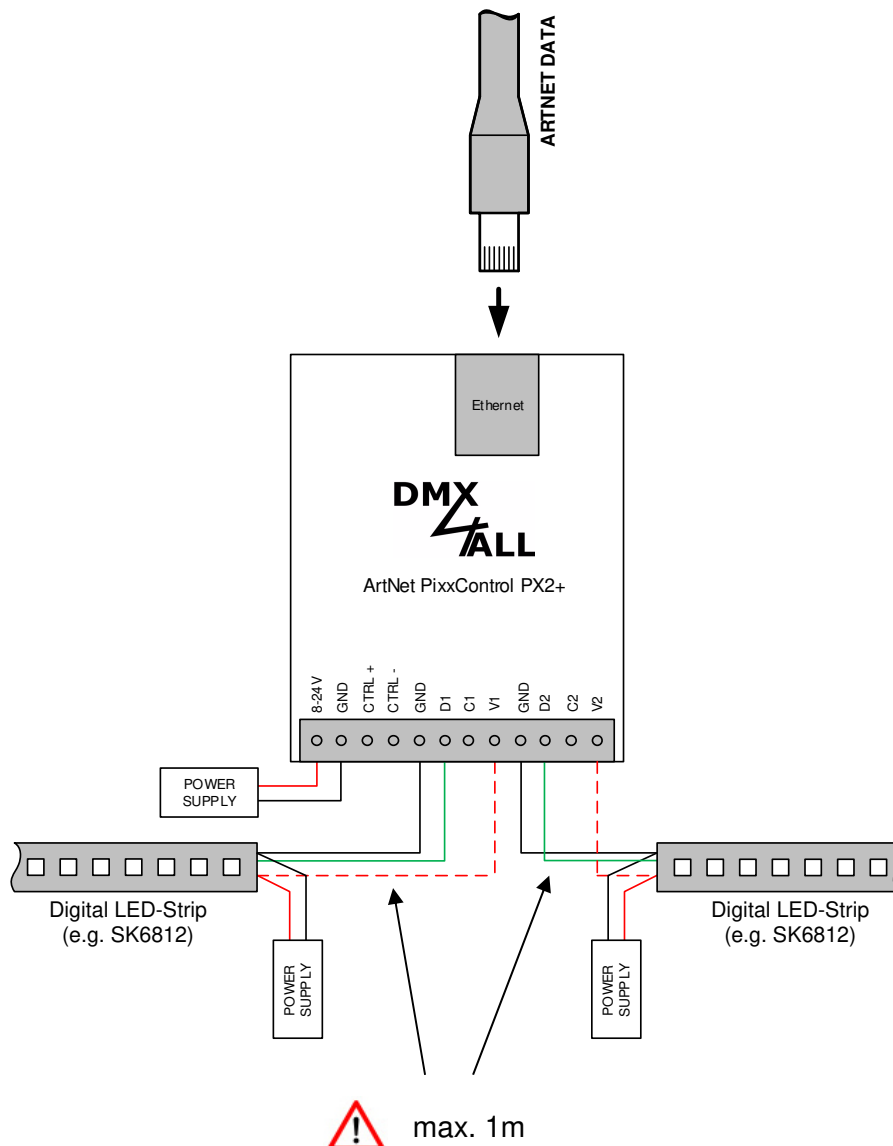 ARTNET DATA
Ethernet
DMX
4
ALL
ArtNet PixxControl PX2+
8-24V
GND
CTRL +
CTRL -
GND
D1
C1
V1
GND
D2
C2
V2
POWER
SUPPLY
Digital LED-Strip
(e.g. SK6812)
Digital LED-Strip
(e.g. SK6812)
POWER
SUPPLY
POWER
SUPPLY
!
max. 1m